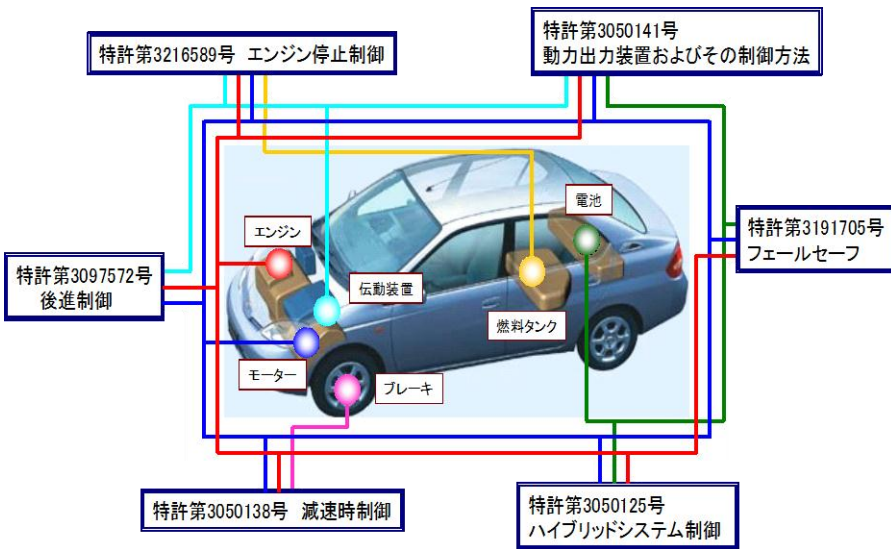 特許第3216589号 エンジン停止制御
特許第3050141号
動力出力装置およびその制御方法
電池
エンジン
特許第3191705号
フェールセーフ
特許第3097572号
後進制御
伝動装置
燃料タンク
モーター
ブレーキ
特許第3050138号 減速時制御
特許第3050125号
ハイブリッドシステム制御